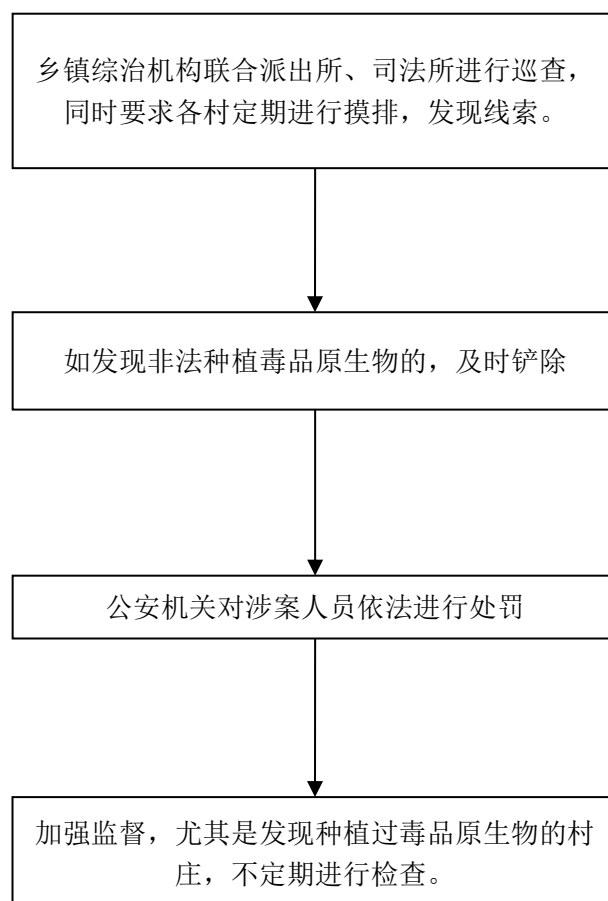 乡镇综治机构联合派出所、司法所进行巡查，
同时要求各村定期进行摸排，发现线索。
如发现非法种植毒品原生物的，及时铲除
公安机关对涉案人员依法进行处罚
加强监督，尤其是发现种植过毒品原生物的村
庄，不定期进行检查。